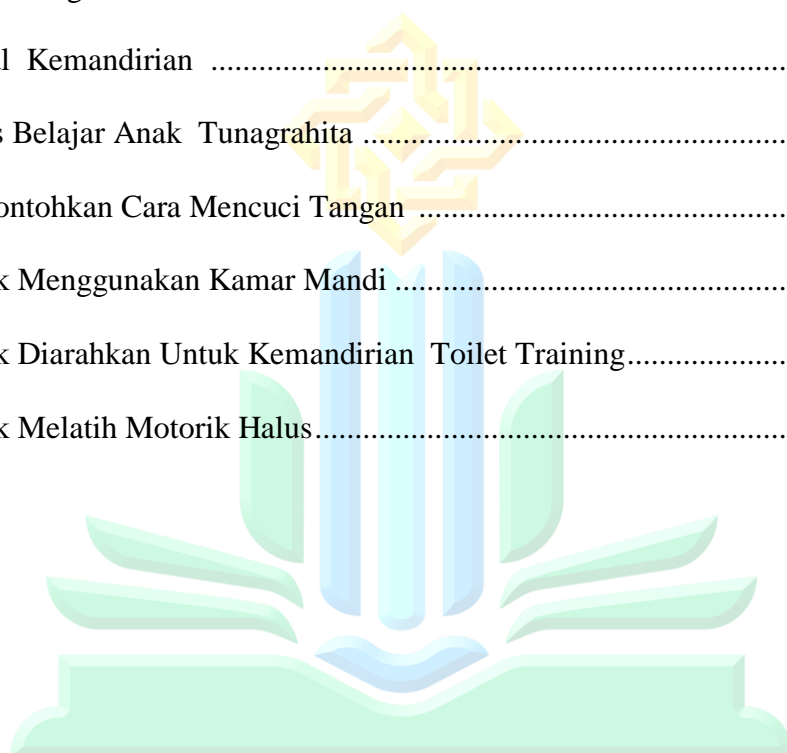 l Kemandirian ........................................................................
s Belajar Anak Tunagrahita ....................................................
ontohkan Cara Mencuci Tangan .............................................
k Menggunakan Kamar Mandi ................................................
k Diarahkan Untuk Kemandirian Toilet Training....................
k Melatih Motorik Halus..........................................................